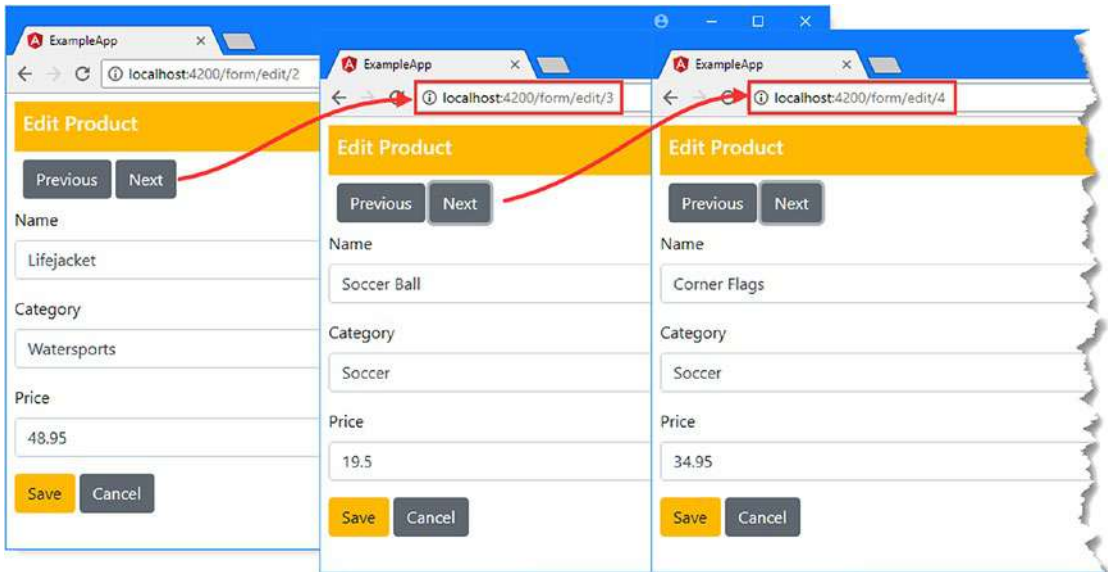 ExampleApp
localhost:4200/form/edit/2
Edit Product
Previous Next
Name
Lifejacket
Category
Watersports
Price
48.95
Save Cancel
ExampleApp
localhost:4200/form/edit/3
Edit Product
Previous Next
Name
Soccer Ball
Category
Soccer
Price
19.5
Save Cancel
ExampleApp
localhost:4200/form/edit/4
Edit Product
Previous Next
Name
Corner Flags
Category
Soccer
Price
34.95
Save Cancel